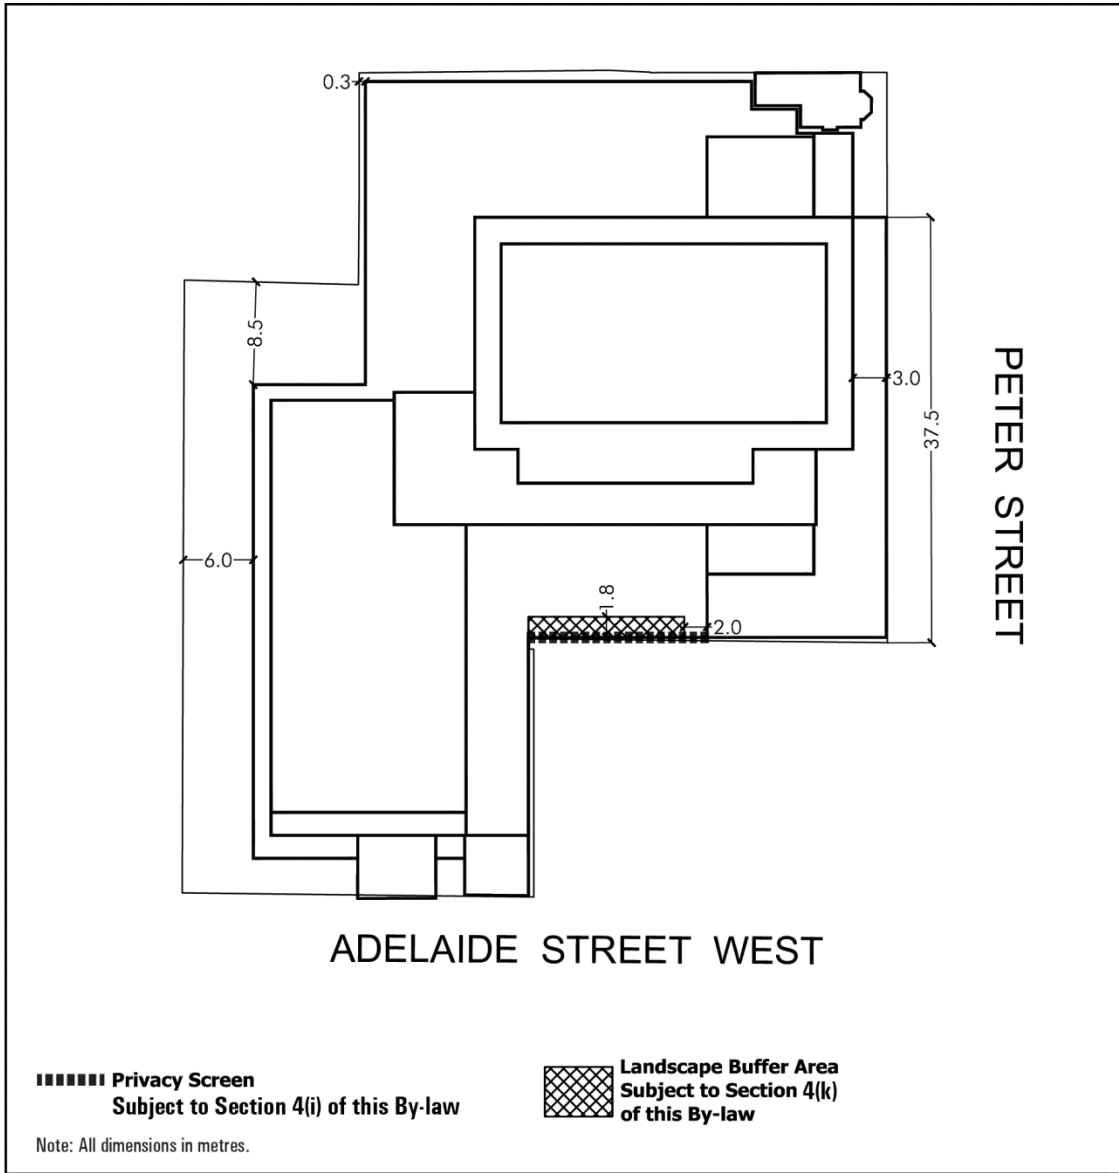 0.3
8.5
3.0
37.5
PETER STREET
6.0
1.8
2.0
ADELAIDE STREET WEST
Privacy Screen
Subject to Section 4(i) of this By-law
Landscape Buffer Area
Subject to Section 4(k)
of this By-law
Note: All dimensions in metres.